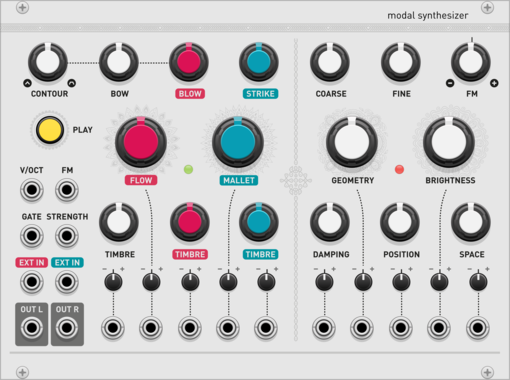 modal synthesizer
CONTOUR BOW BLOW STRIKE COARSE FINE FM
PLAY
FLOW MALLET GEOMETRY BRIGHTNESS
V/OCT FM
GATE STRENGTH
TIMBRE TIMBRE TIMBRE DAMPING POSITION SPACE
EXT IN EXT IN
OUT L OUT R